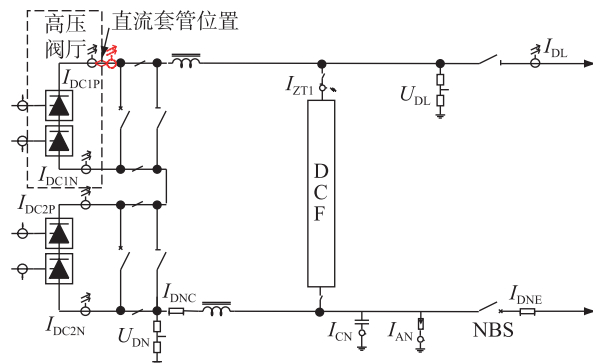 高压
阀厅
直流套管位置
I_DC1P
I_DL
I_ZT1
U_DL
DCF
I_DC1N
I_DC2P
I_DC2N
I_DNC
U_DN
I_CN
I_AN
NBS
I_DNE